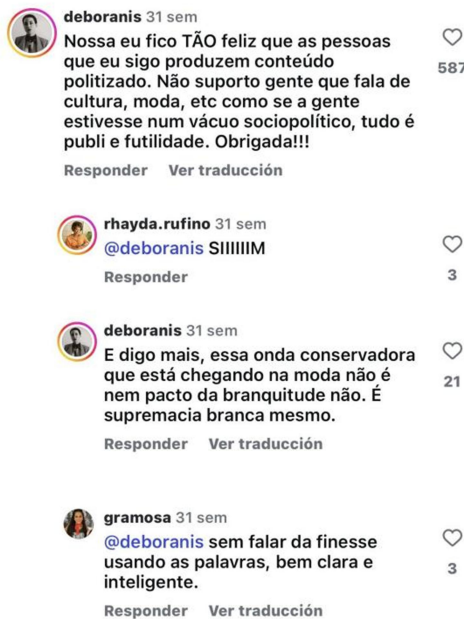 deboranis 31 sem
Nossa eu fico TÃO feliz que as pessoas
que eu sigo produzem conteúdo
politizado. Não suporto gente que fala de
cultura, moda, etc como se a gente
estivesse num vácuo sociopolítico, tudo é
publi e futilidade. Obrigada!!!
587
Responder Ver traducción
rhayda.rufino 31 sem
@deboranis SIIIIIIM
Responder
3
deboranis 31 sem
E digo mais, essa onda conservadora
que está chegando na moda não é
nem pacto da branquitude não. É
supremacia branca mesmo.
21
Responder Ver traducción
gramosa 31 sem
@deboranis sem falar da finesse
usando as palavras, bem clara e
inteligente.
3
Responder Ver traducción